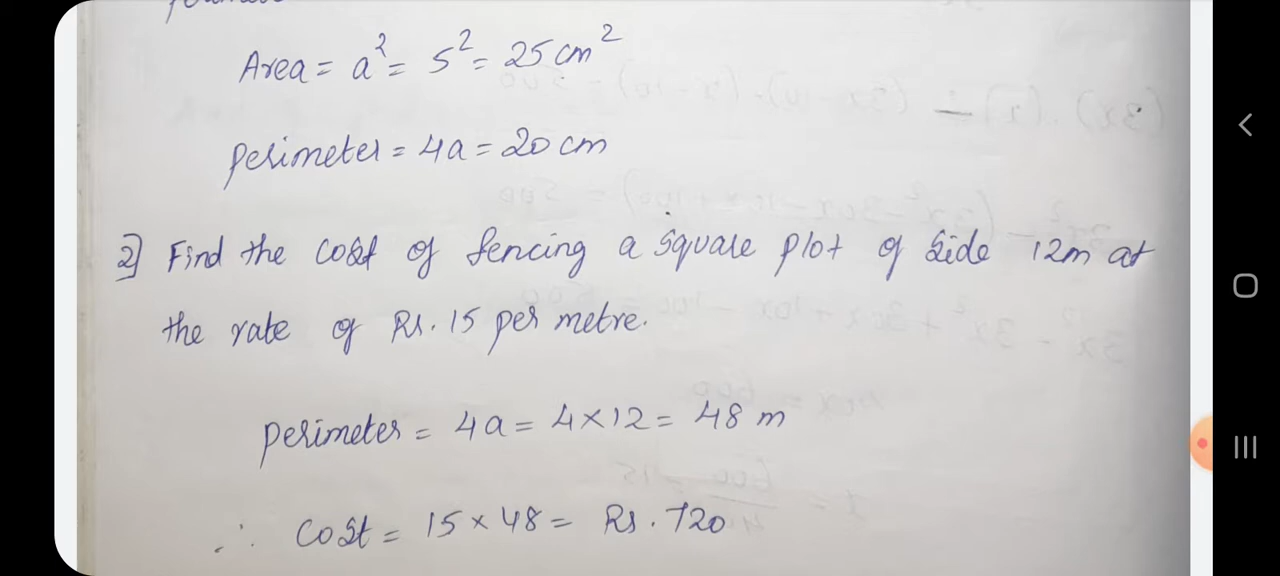 Area = a² = 5² = 25 cm²
perimeter = 4a = 20 cm
2] Find the cost of fencing a square plot of side 12m at
the rate of Rs. 15 per metre.
perimeter = 4a = 4 × 12 = 48 m
∴ cost = 15 × 48 = Rs. 720